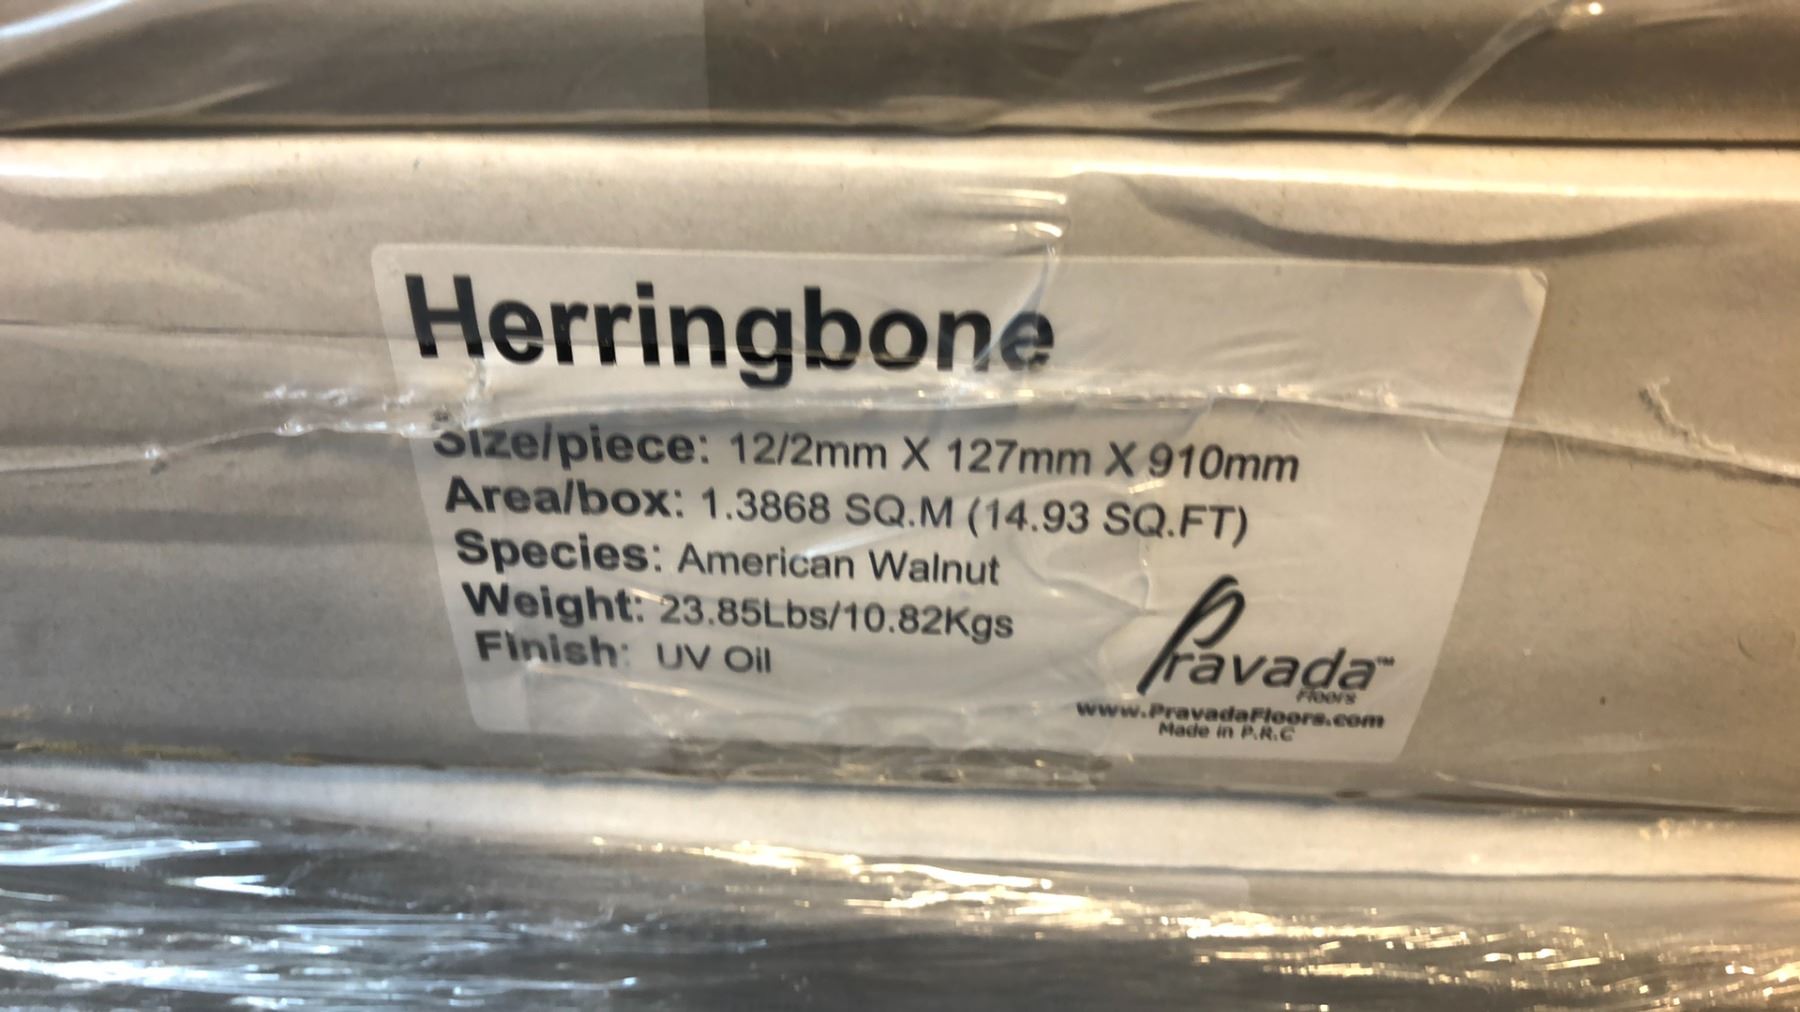 Herringbone
Size/piece: 12/2mm X 127mm X 910mm
Area/box: 1.3868 SQ.M (14.93 SQ.FT)
Species: American Walnut
Weight: 23.85Lbs/10.82Kgs
Finish: UV Oil
Pravada™
Floors
www.PravadaFloors.com
Made in P.R.C